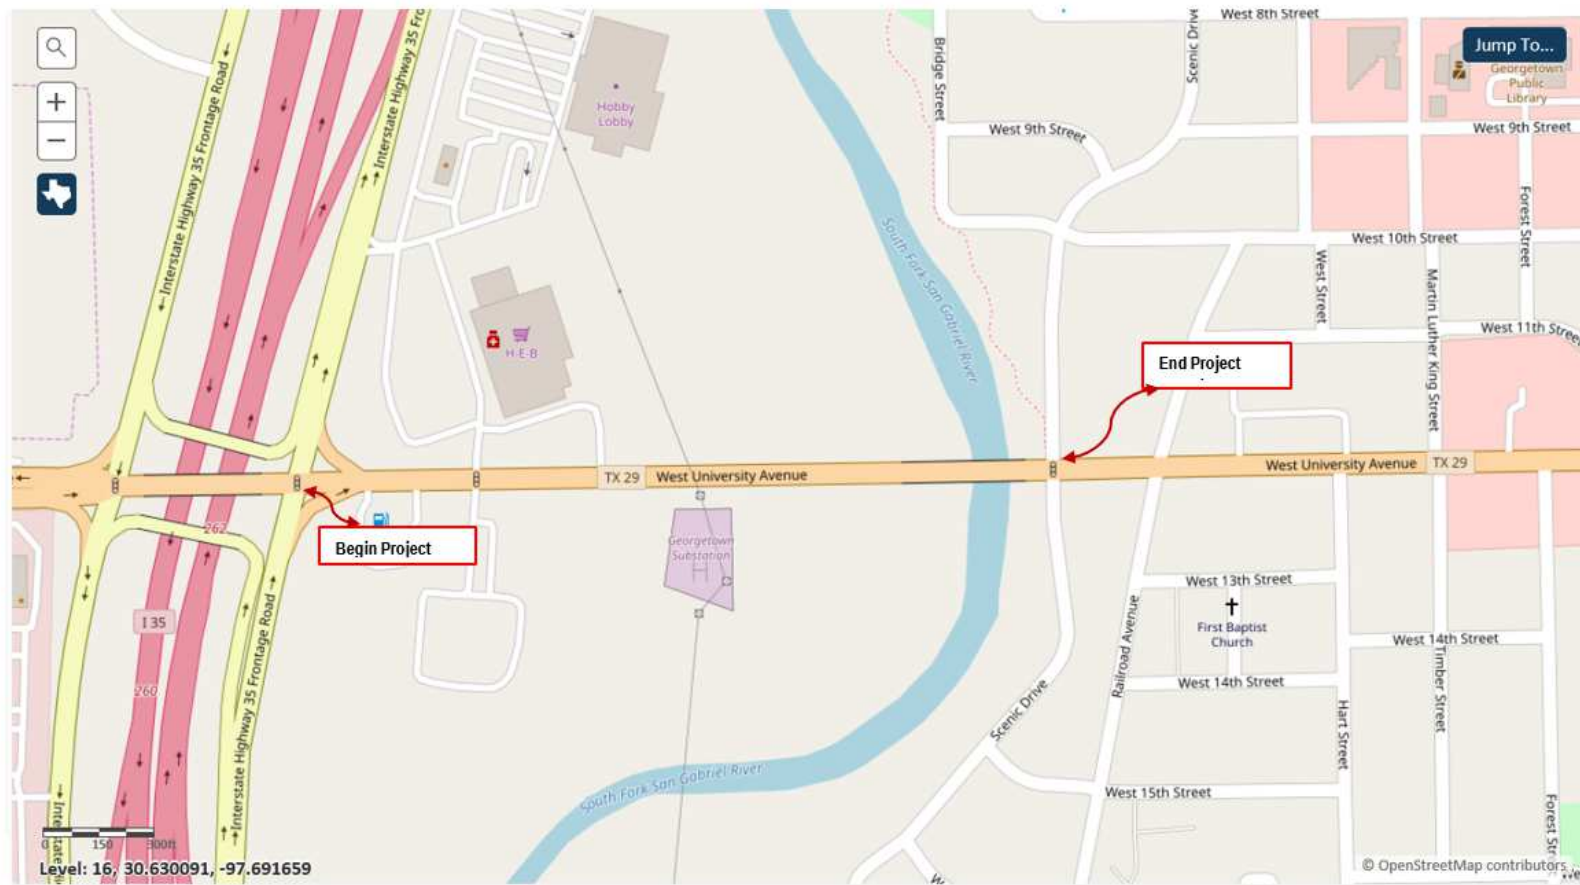 West 8th Street
Jump To...
Interstate Highway 35 Frontage Road
Interstate Highway 35 Fro
Hobby
Lobby
Bridge Street
Scenic Driv
Georgetown
Public
Library
West 9th Street
West 9th Street
+
−
Forest Street
South Fork San Gabriel River
West 10th Street
West Street
Martin Luther King Street
West 11th Stree
H-E-B
End Project
TX 29
West University Avenue
West University Avenue
TX 29
262
Begin Project
Georgetown
Substation
West 13th Street
I 35
First Baptist
Church
West 14th Street
Railroad Avenue
Timber Street
260
West 14th Street
Interstate Highway 35 Frontage Road
Scenic Drive
Hart Street
South Fork San Gabriel River
West 15th Street
Forest Str
0 150 300ft
Level: 16, 30.630091, -97.691659
© OpenStreetMap contributors